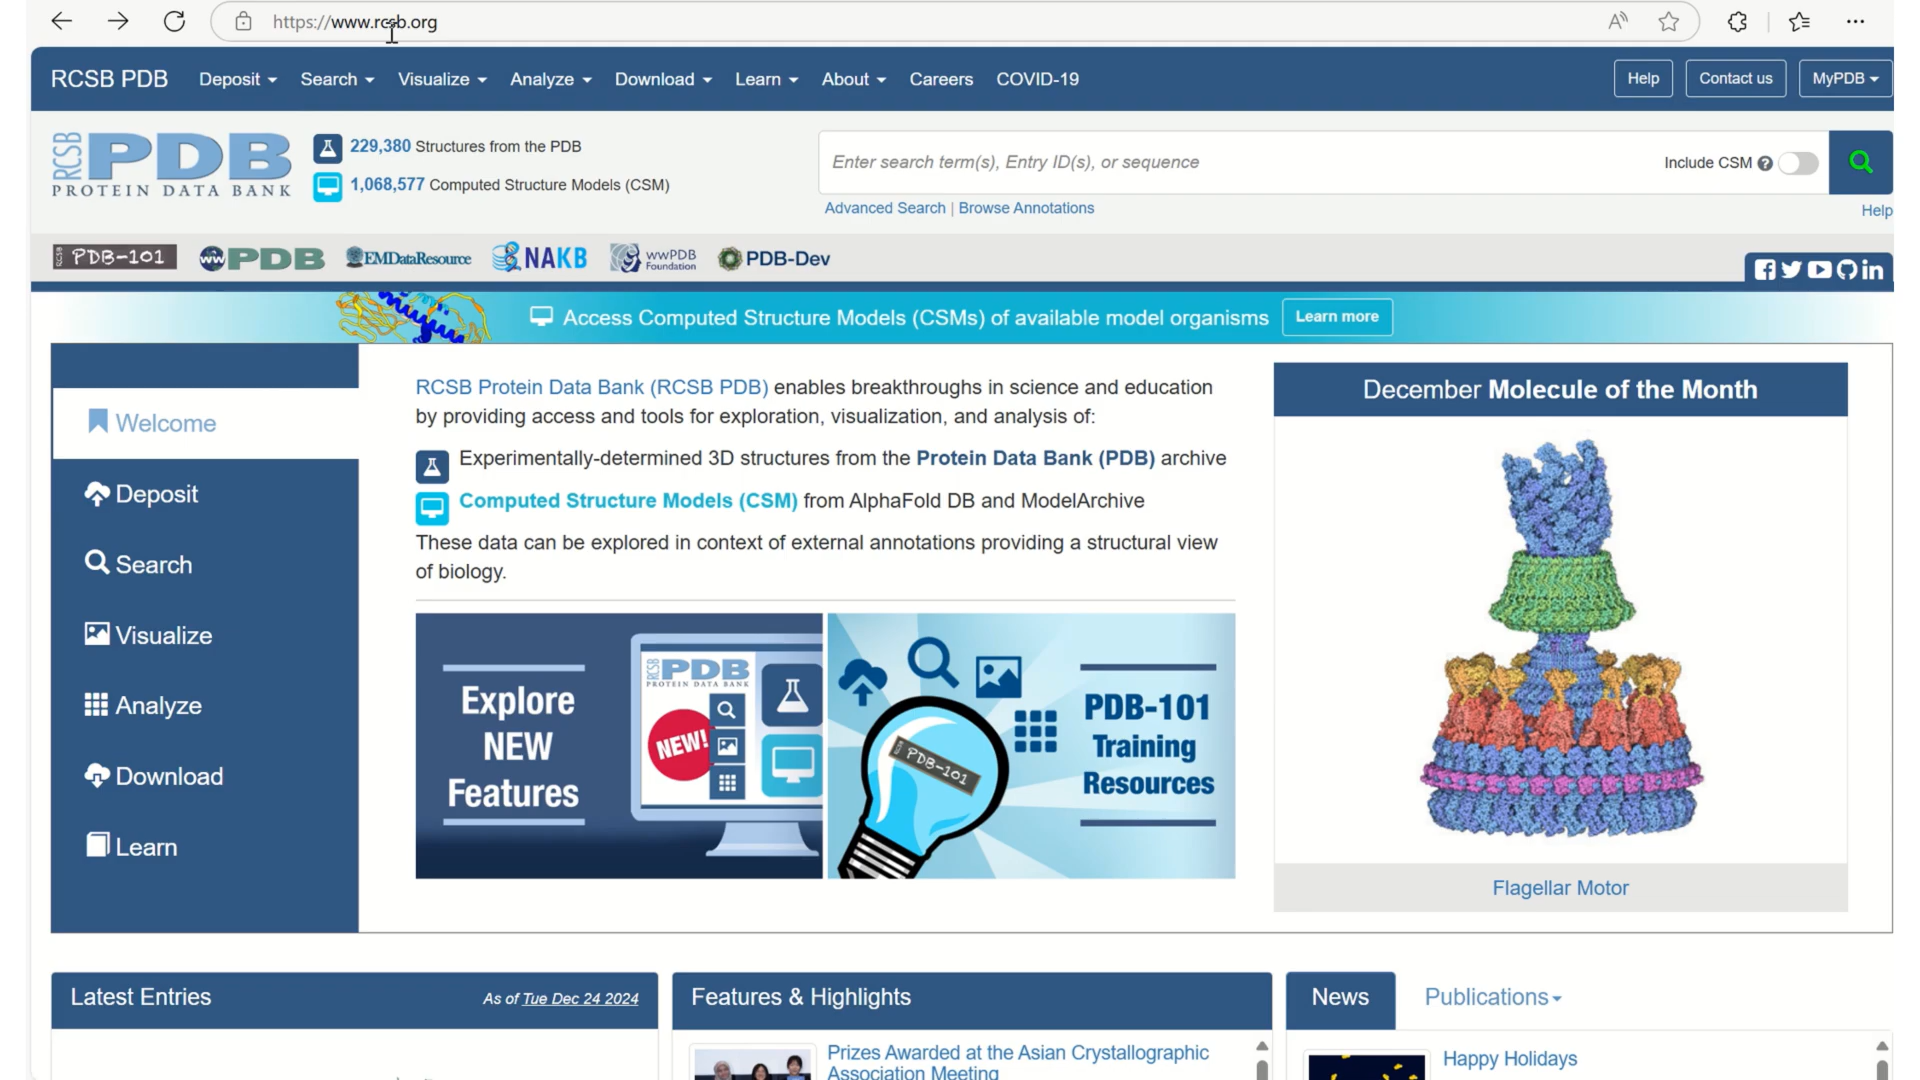 https://www.rcsb.org
RCSB PDB Deposit Search Visualize Analyze Download Learn About Careers COVID-19 Help Contact us MyPDB
RCSB PDB
PROTEIN DATA BANK
229,380 Structures from the PDB
1,068,577 Computed Structure Models (CSM)
Enter search term(s), Entry ID(s), or sequence
Include CSM
Advanced Search | Browse Annotations
Help
RCSB PDB-101 ww PDB EMDataResource NAKB wwPDB Foundation PDB-Dev
Access Computed Structure Models (CSMs) of available model organisms Learn more
Welcome
Deposit
Search
Visualize
Analyze
Download
Learn
RCSB Protein Data Bank (RCSB PDB) enables breakthroughs in science and education
by providing access and tools for exploration, visualization, and analysis of:
Experimentally-determined 3D structures from the Protein Data Bank (PDB) archive
Computed Structure Models (CSM) from AlphaFold DB and ModelArchive
These data can be explored in context of external annotations providing a structural view
of biology.
Explore
NEW
Features
RCSB PDB
PROTEIN DATA BANK
NEW!
PDB-101
PDB-101
Training
Resources
December Molecule of the Month
Flagellar Motor
Latest Entries As of Tue Dec 24 2024
Features & Highlights
Prizes Awarded at the Asian Crystallographic
Association Meeting
News Publications
Happy Holidays